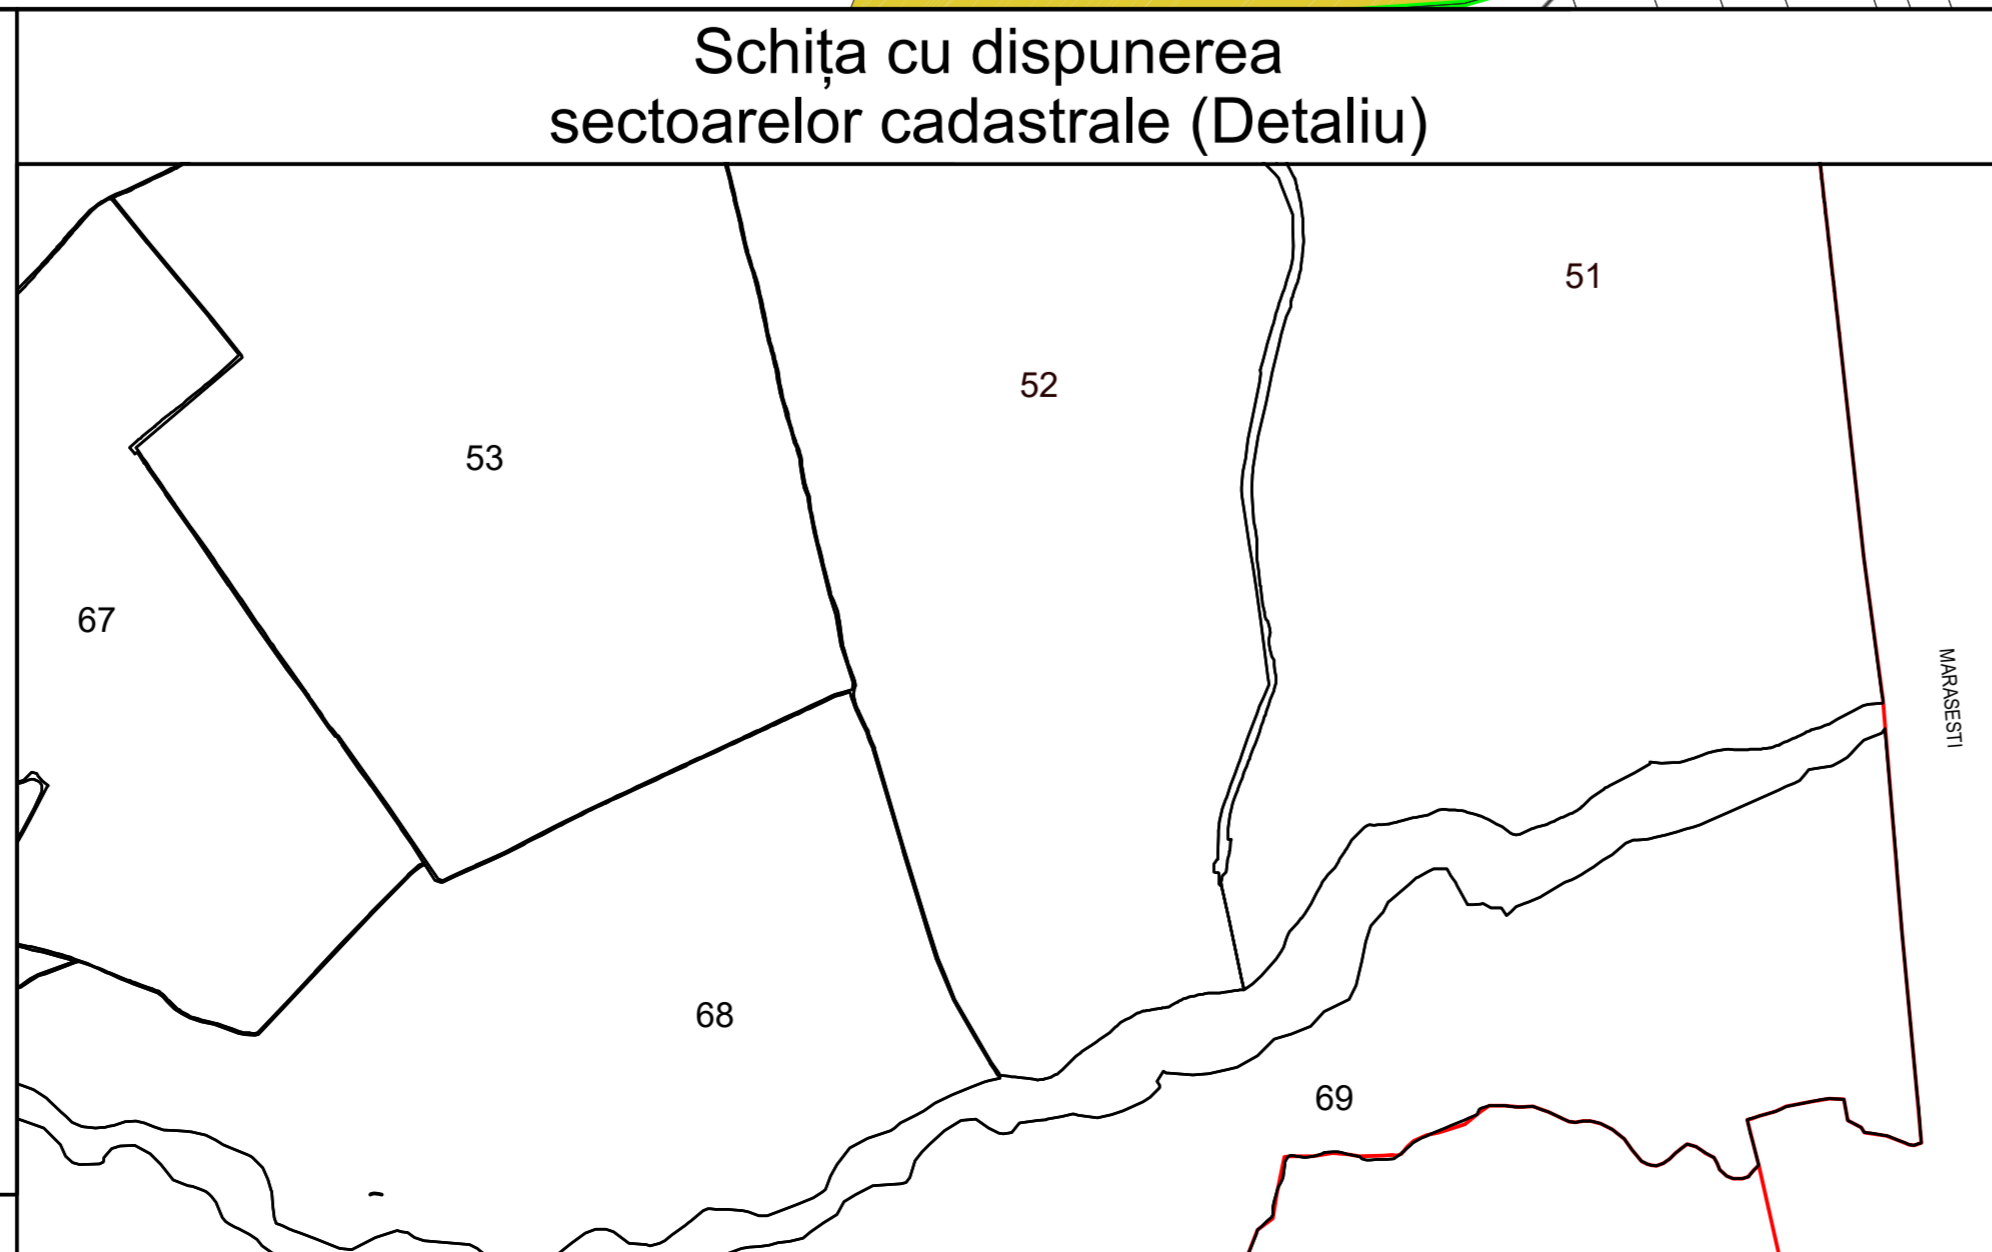 Schița cu dispunerea
sectoarelor cadastrale (Detaliu)
51
52
53
67
MARASESTI
68
69